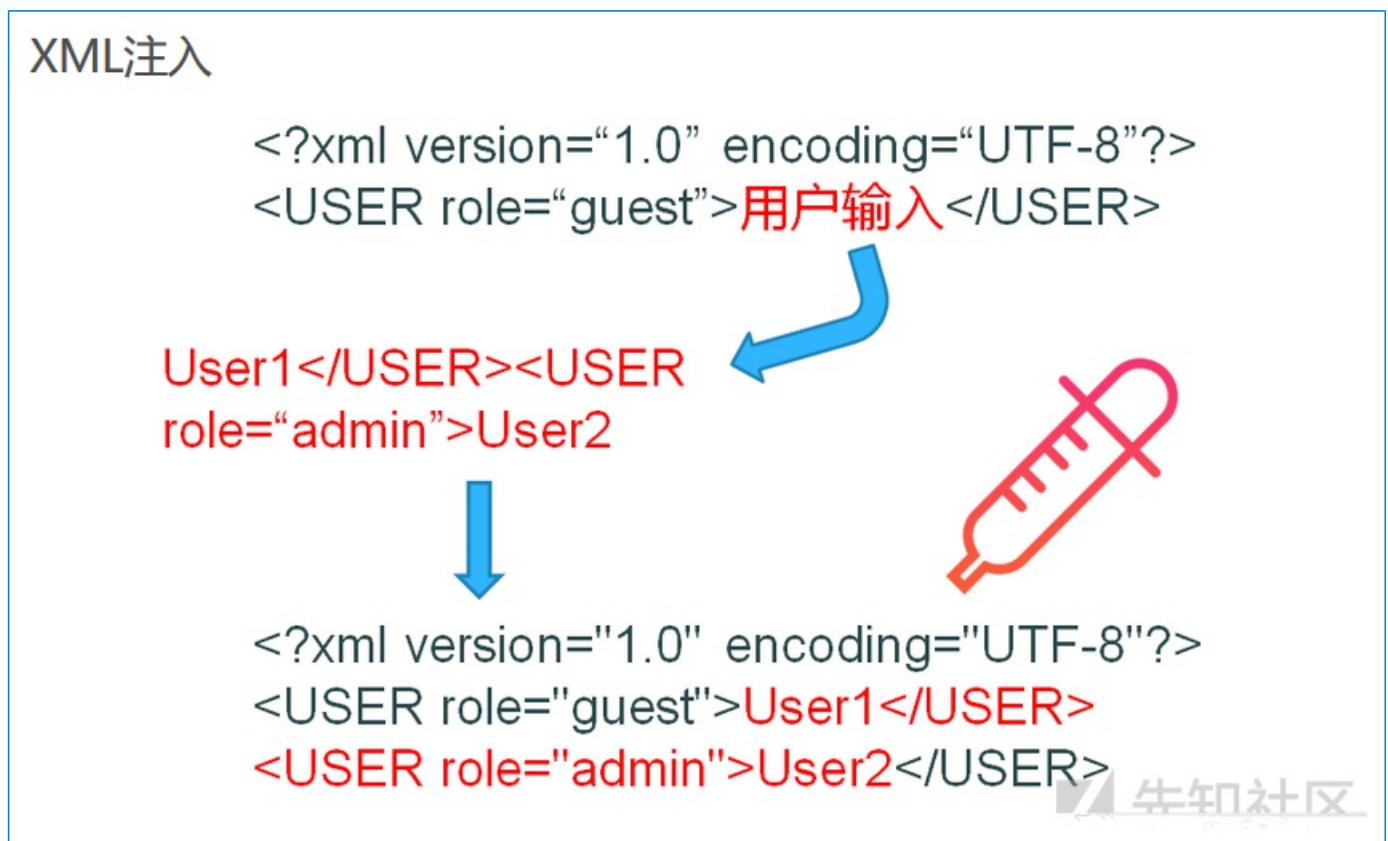 XML注入
<?xml version=“1.0” encoding=“UTF-8”?>
<USER role=“guest”>用户输入</USER>
User1</USER><USER
role=“admin”>User2
<?xml version="1.0" encoding="UTF-8"?>
<USER role="guest">User1</USER>
<USER role="admin">User2</USER>
先知社区